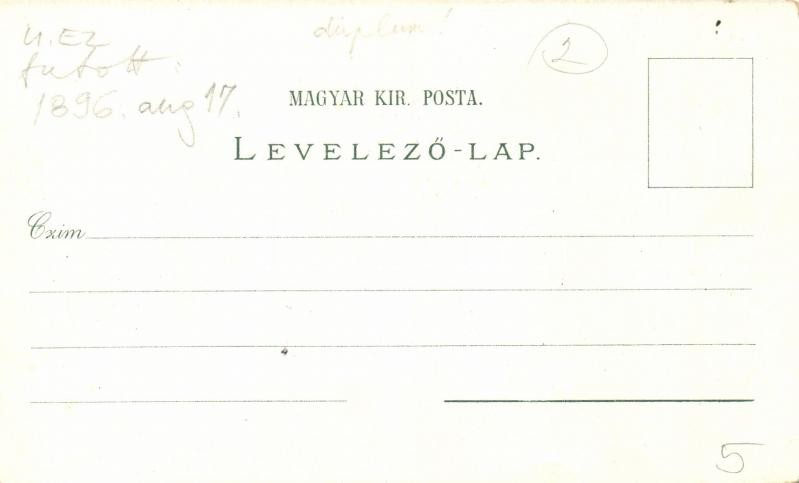 duplum!
u. Ez
futott:
1896. aug 17.
2
MAGYAR KIR. POSTA.
LEVELEZŐ-LAP.
Czim
5